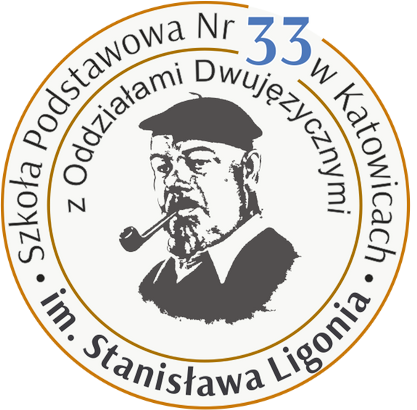 Szkoła Podstawowa Nr 33 w Katowicach
z Oddziałami Dwujęzycznymi
• im. Stanisława Ligonia •